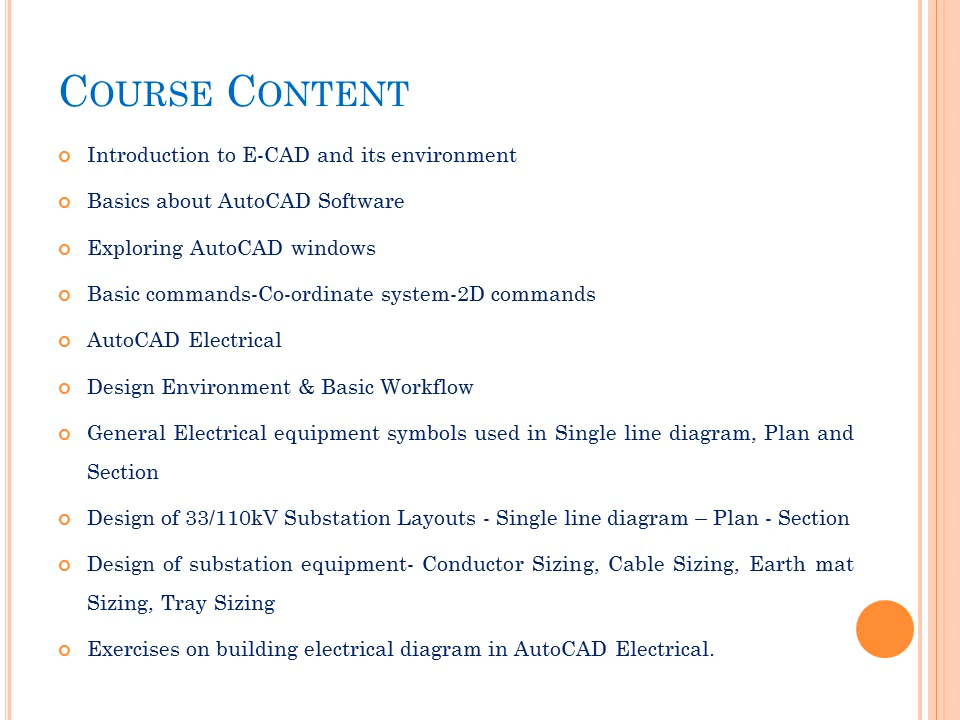 COURSE CONTENT
Introduction to E-CAD and its environment
Basics about AutoCAD Software
Exploring AutoCAD windows
Basic commands-Co-ordinate system-2D commands
AutoCAD Electrical
Design Environment & Basic Workflow
General Electrical equipment symbols used in Single line diagram, Plan and
Section
Design of 33/110kV Substation Layouts - Single line diagram – Plan - Section
Design of substation equipment- Conductor Sizing, Cable Sizing, Earth mat
Sizing, Tray Sizing
Exercises on building electrical diagram in AutoCAD Electrical.